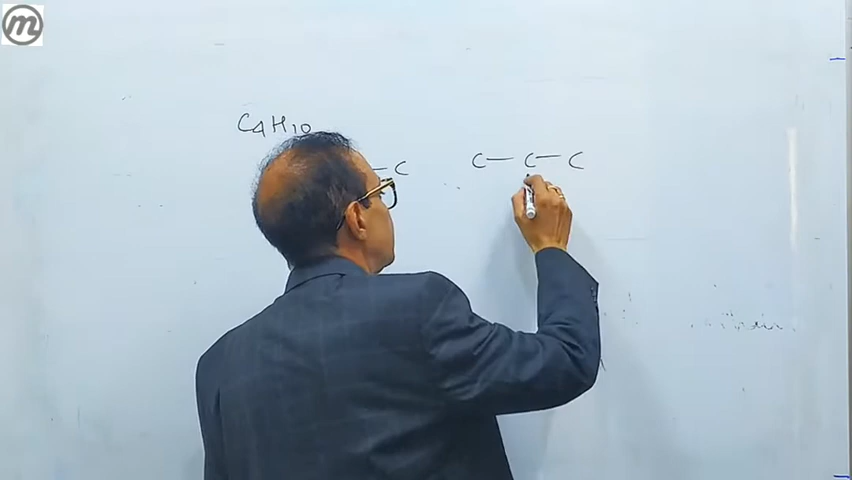 m
C4H10
— C
C — C — C